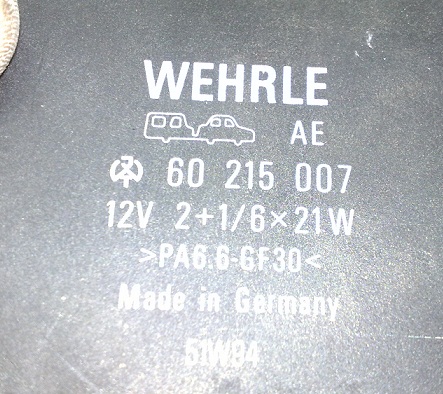 WEHRLE
AE
60 215 007
12V 2+1/6×21W
>PA6.6-GF30<
Made in Germany
51W94